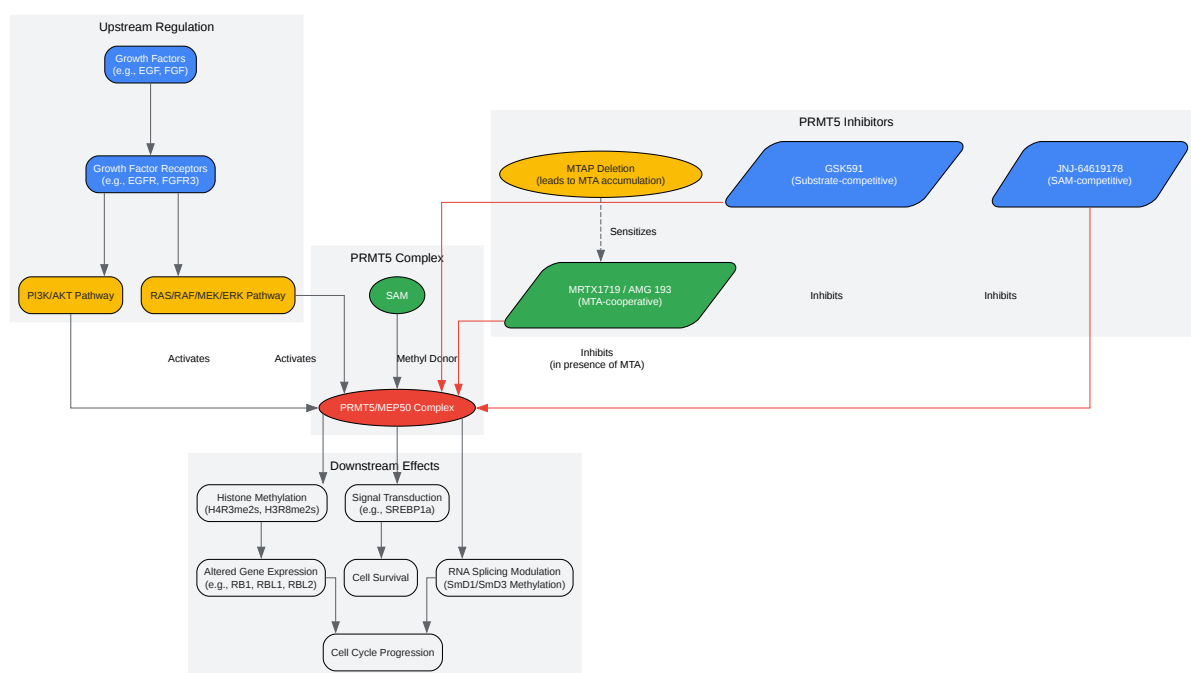 Upstream Regulation
Growth Factors
(e.g., EGF, FGF)
Growth Factor Receptors
(e.g., EGFR, FGFR3)
PI3K/AKT Pathway
RAS/RAF/MEK/ERK Pathway
Activates
Activates
PRMT5 Inhibitors
MTAP Deletion
(leads to MTA accumulation)
GSK591
(Substrate-competitive)
JNJ-64619178
(SAM-competitive)
Sensitizes
MRTX1719 / AMG 193
(MTA-cooperative)
Inhibits
Inhibits
Inhibits
(in presence of MTA)
PRMT5 Complex
SAM
Methyl Donor
PRMT5/MEP50 Complex
Downstream Effects
Histone Methylation
(H4R3me2s, H3R8me2s)
Signal Transduction
(e.g., SREBP1a)
Altered Gene Expression
(e.g., RB1, RBL1, RBL2)
Cell Survival
RNA Splicing Modulation
(SmD1/SmD3 Methylation)
Cell Cycle Progression